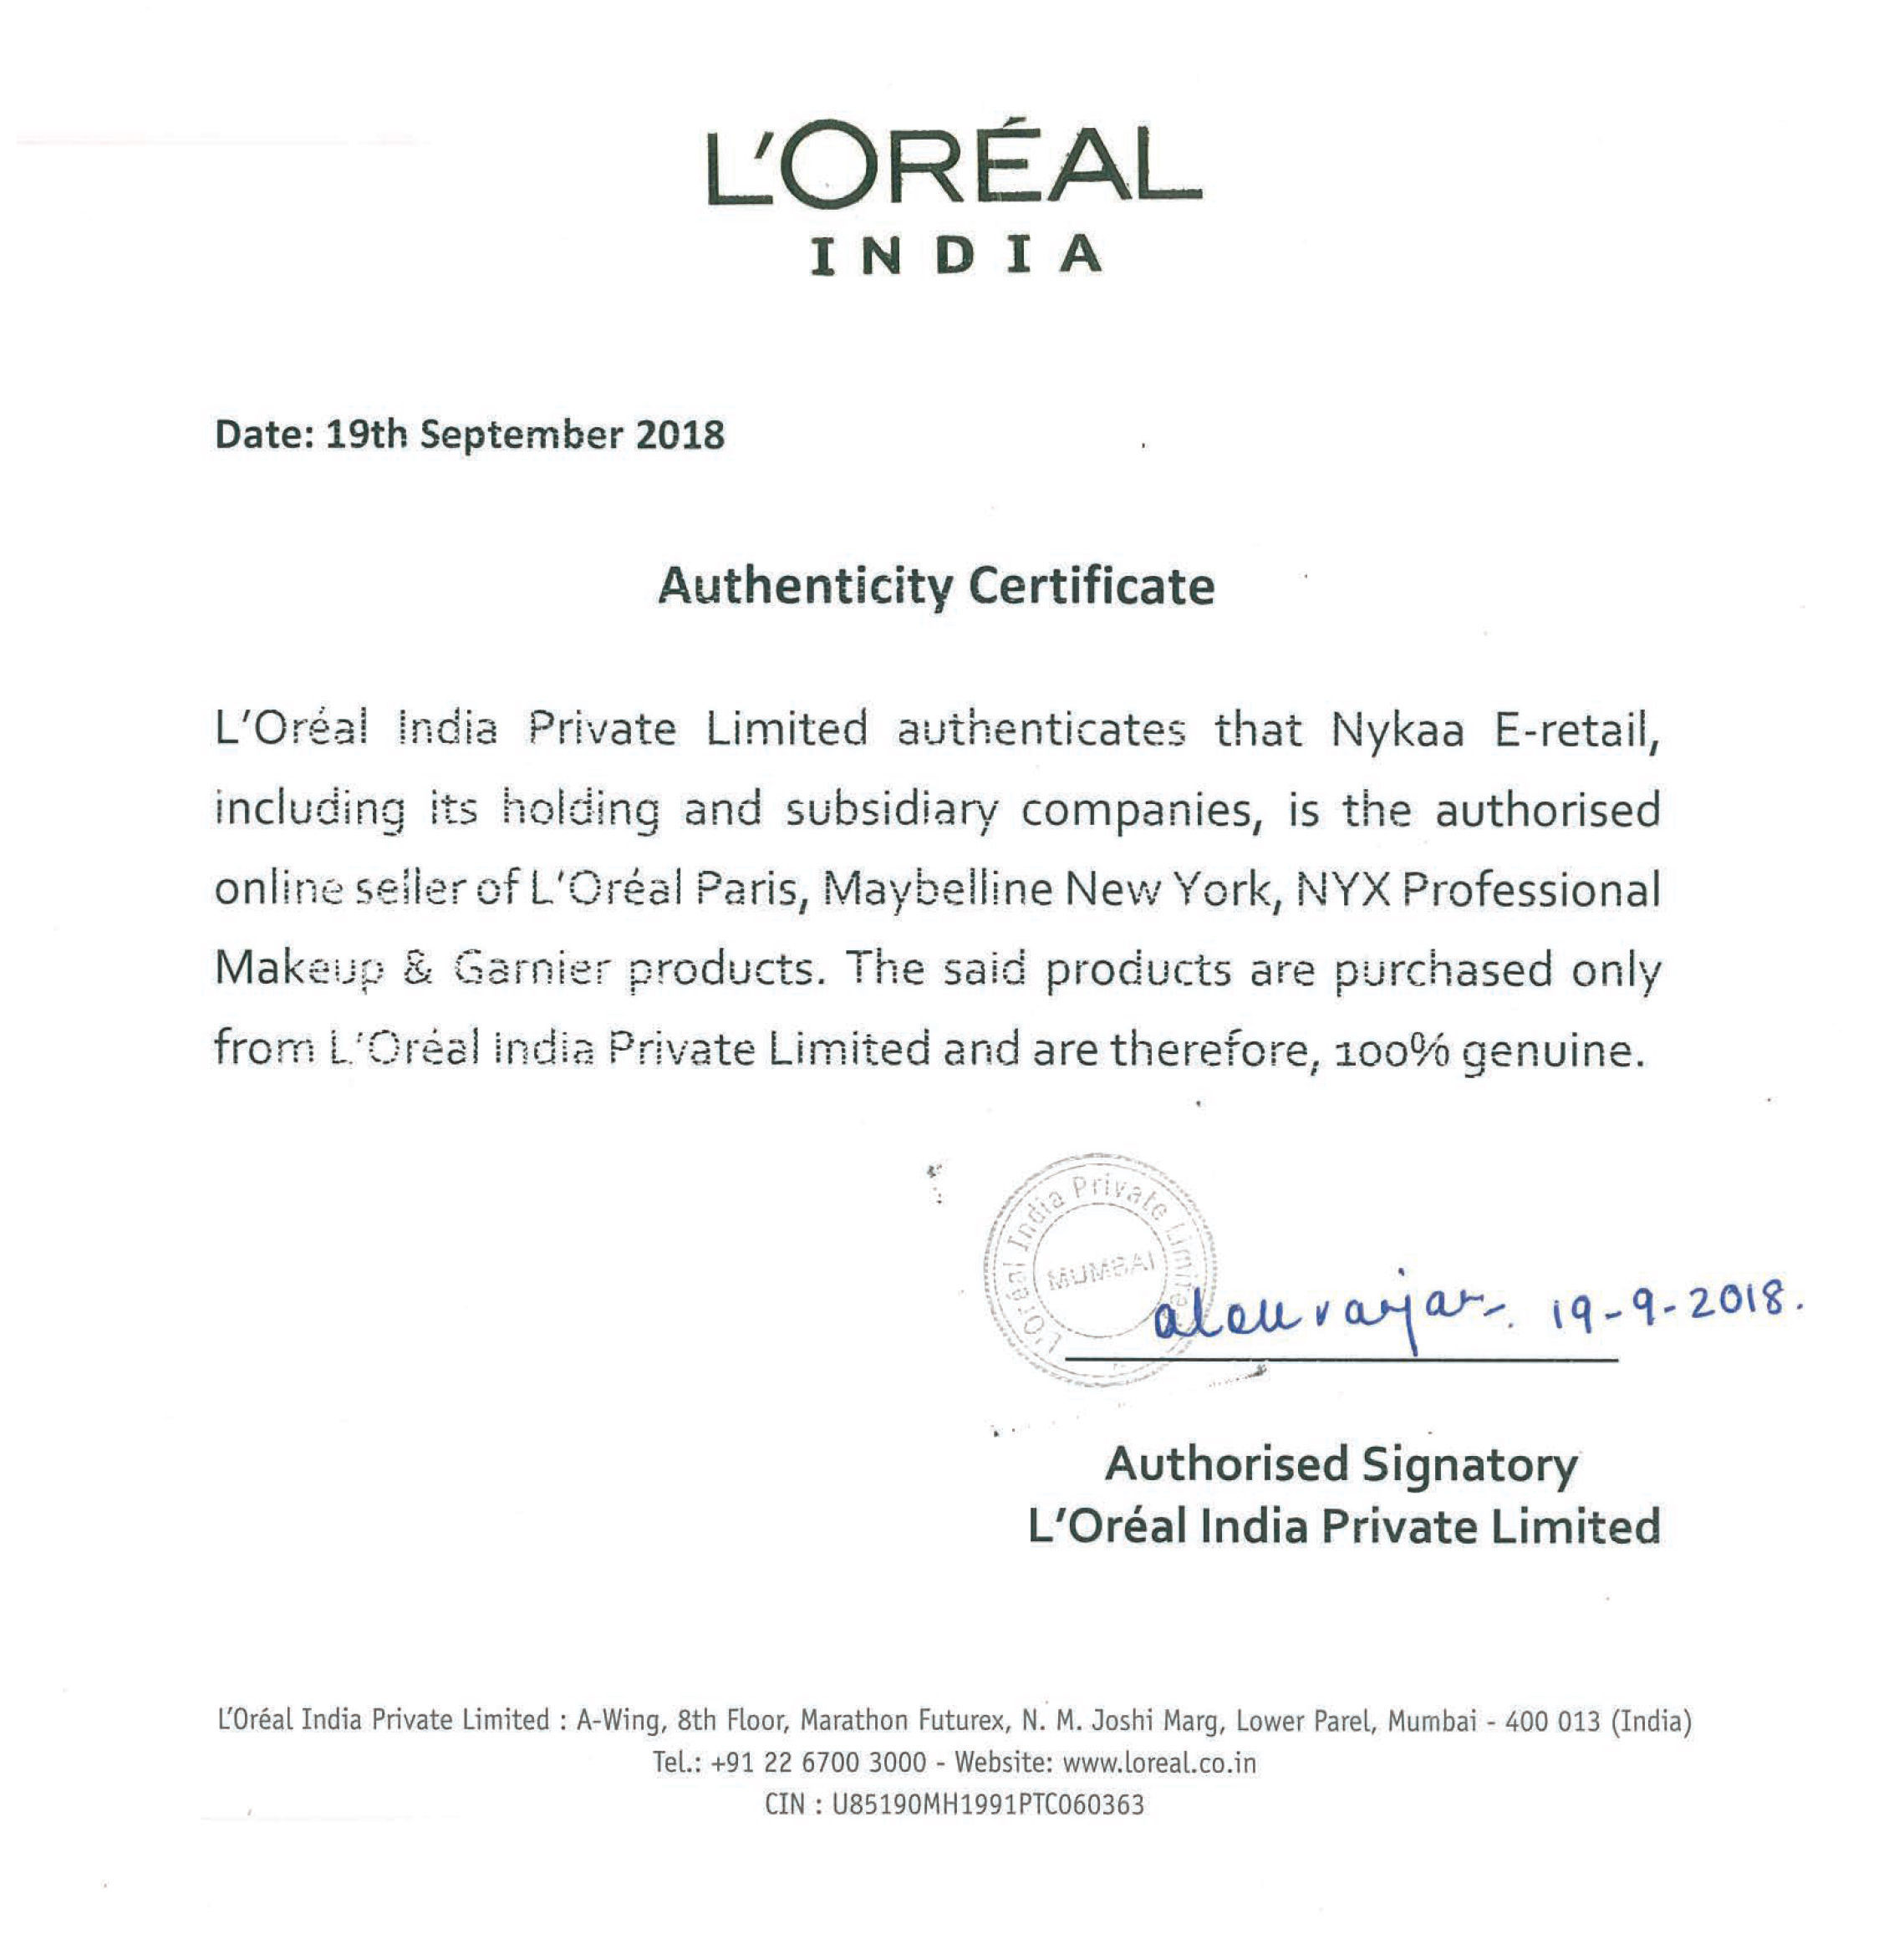 L'ORÉAL
INDIA
Date: 19th September 2018
Authenticity Certificate
L'Oréal India Private Limited authenticates that Nykaa E-retail,
including its holding and subsidiary companies, is the authorised
online seller of L'Oréal Paris, Maybelline New York, NYX Professional
Makeup & Garnier products. The said products are purchased only
from L'Oréal India Private Limited and are therefore, 100% genuine.
L'Oréal India Private Limited
MUMBAI
19-9-2018.
Authorised Signatory
L'Oréal India Private Limited
L'Oréal India Private Limited : A-Wing, 8th Floor, Marathon Futurex, N. M. Joshi Marg, Lower Parel, Mumbai - 400 013 (India)
Tel.: +91 22 6700 3000 - Website: www.loreal.co.in
CIN : U85190MH1991PTC060363